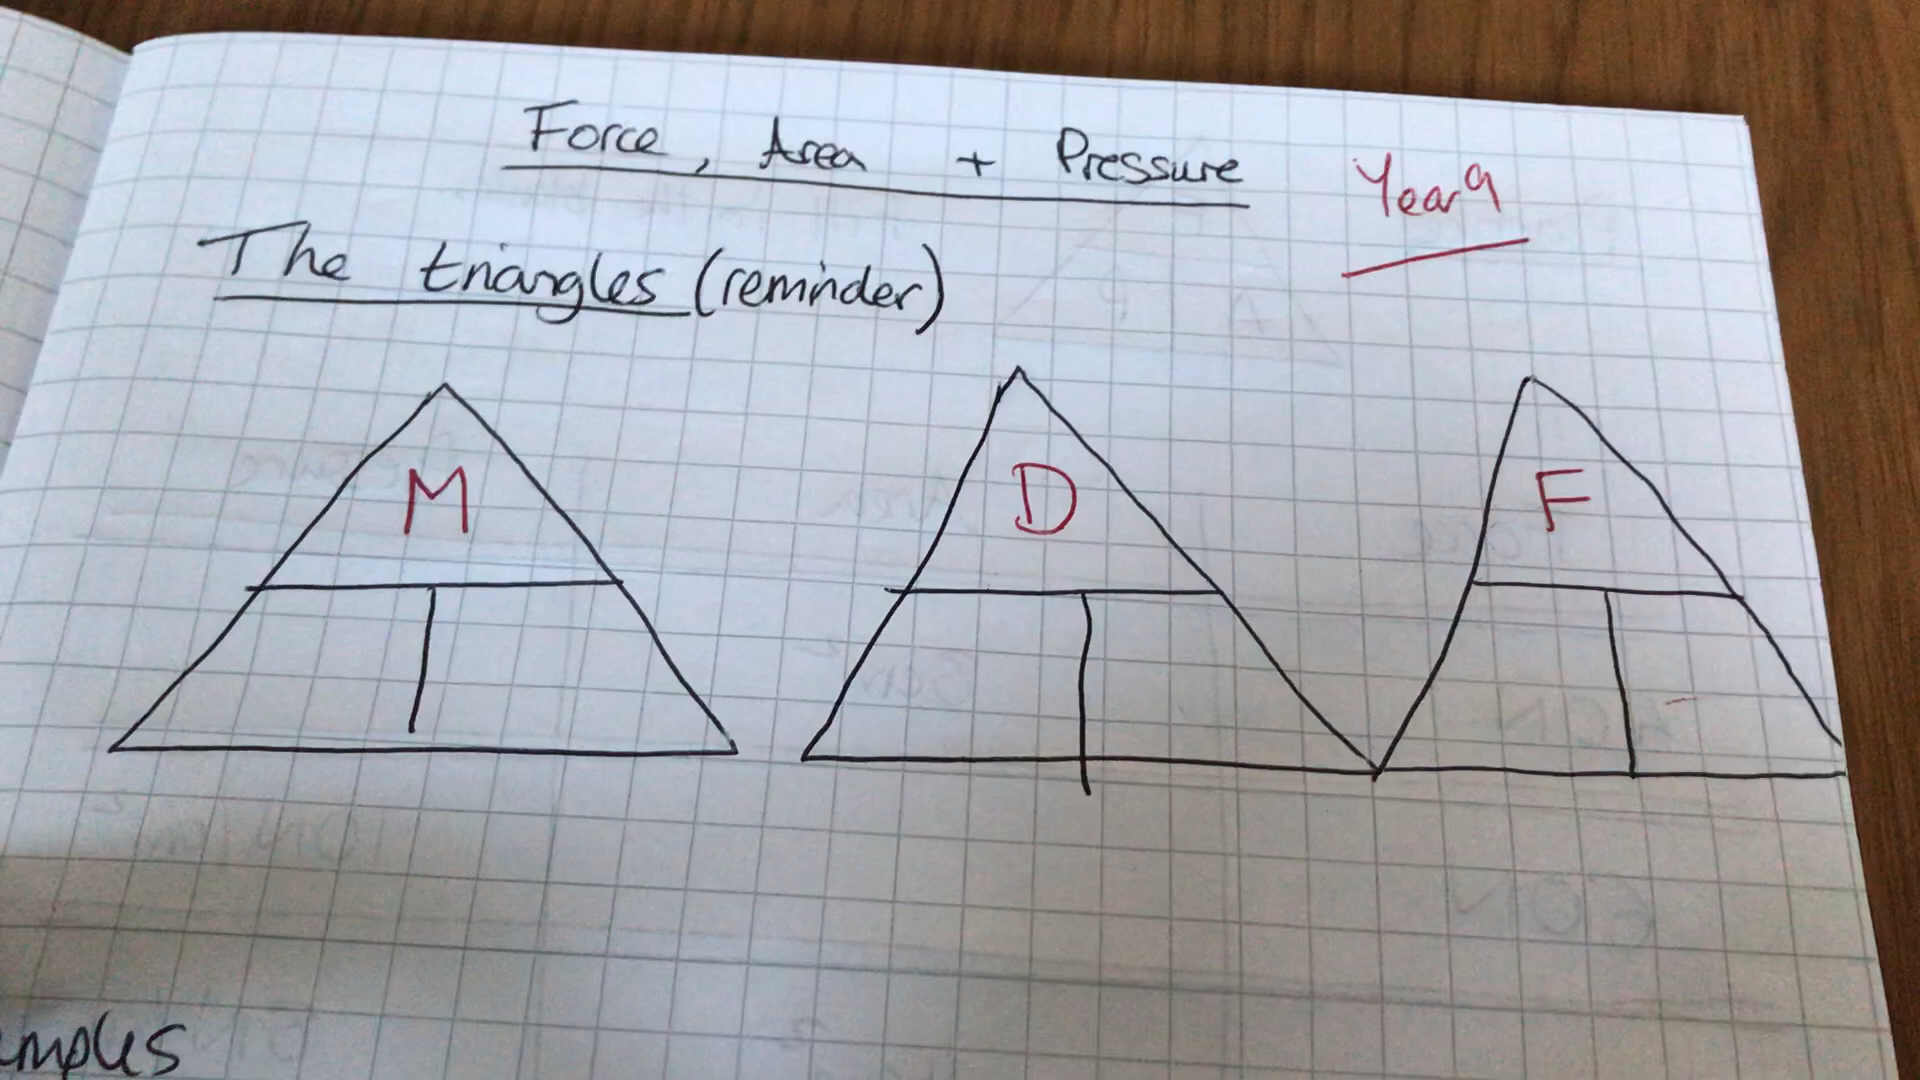 Force, Area + Pressure
Year 9
The triangles (reminder)
M
D
F